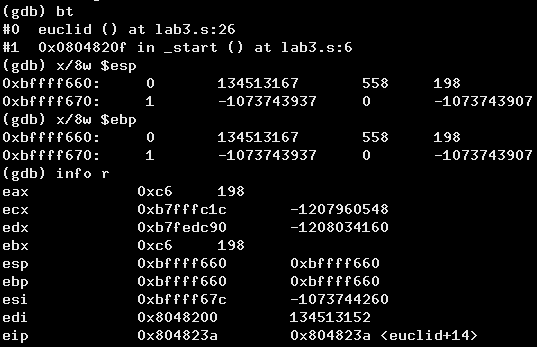 (gdb) bt
#0 euclid () at lab3.s:26
#1 0x0804820f in _start () at lab3.s:6
(gdb) x/8w $esp
0xbffff660: 0 134513167 558 198
0xbffff670: 1 -1073743937 0 -1073743907
(gdb) x/8w $ebp
0xbffff660: 0 134513167 558 198
0xbffff670: 1 -1073743937 0 -1073743907
(gdb) info r
eax 0xc6 198
ecx 0xb7fffc1c -1207960548
edx 0xb7fedc90 -1208034160
ebx 0xc6 198
esp 0xbffff660 0xbffff660
ebp 0xbffff660 0xbffff660
esi 0xbffff67c -1073744260
edi 0x8048200 134513152
eip 0x804823a 0x804823a <euclid+14>